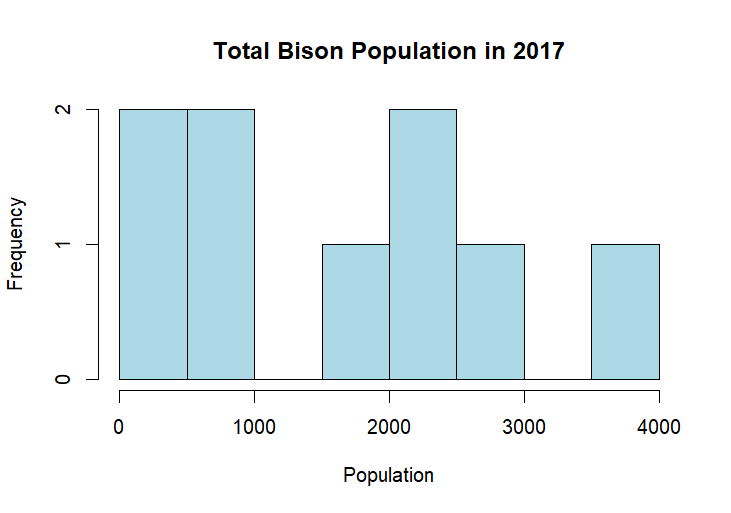 Total Bison Population in 2017
Frequency
2
1
0
0 1000 2000 3000 4000
Population